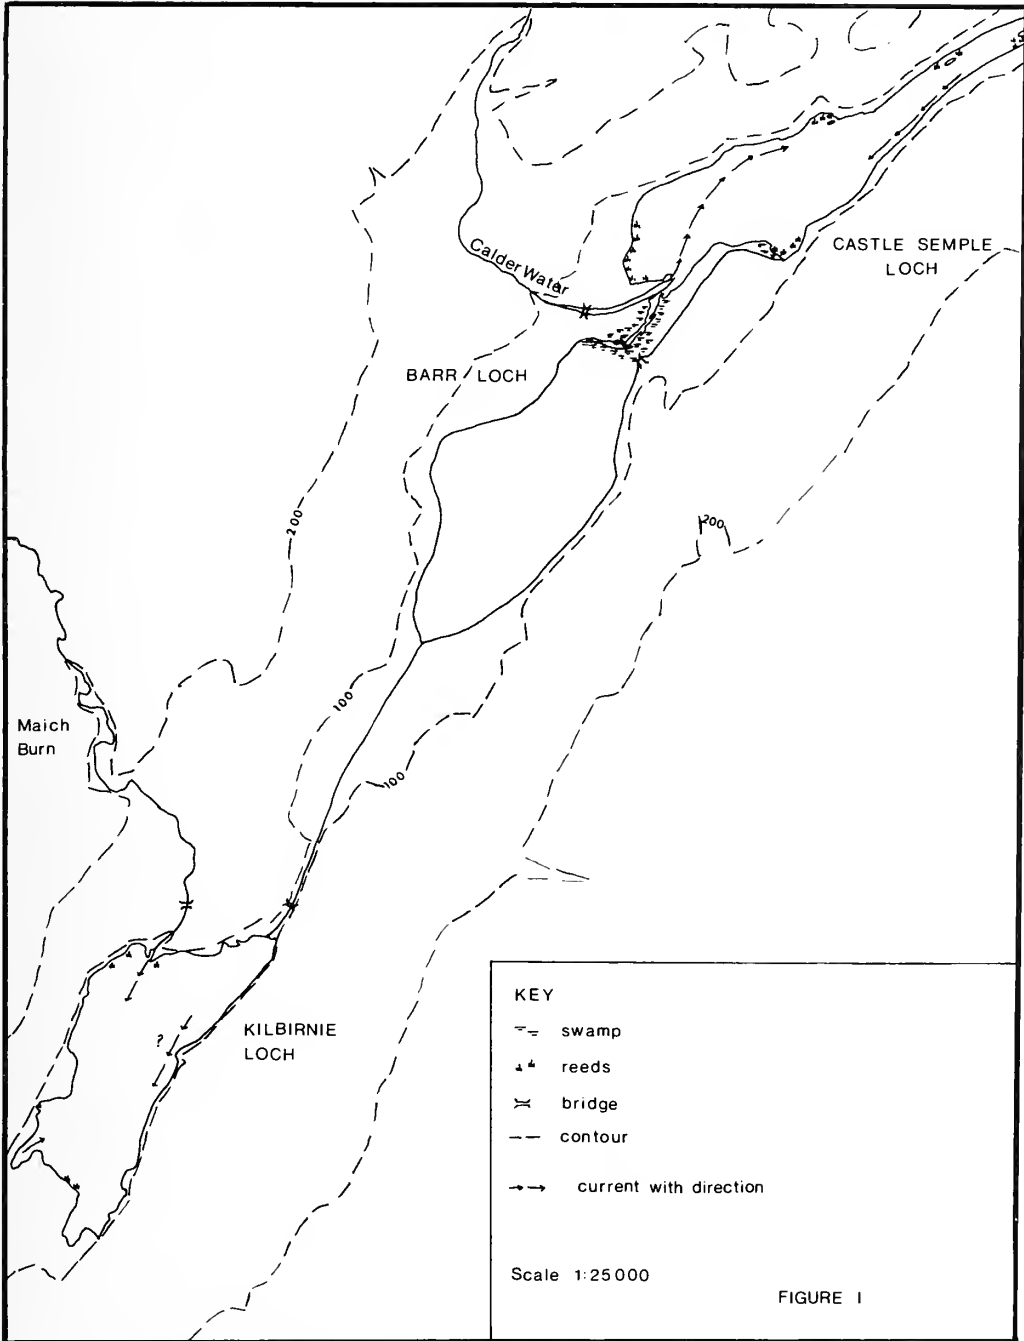 Calder Water
CASTLE SEMPLE
LOCH
BARR LOCH
200
200
Maich
Burn
100
100
?
KILBIRNIE
LOCH
KEY
swamp
reeds
bridge
contour
current with direction
Scale 1:25000
FIGURE I